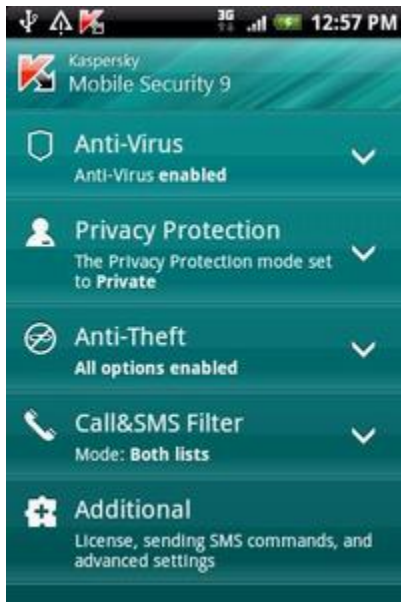 3G 12:57 PM
Kaspersky
Mobile Security 9
Anti-Virus
Anti-Virus enabled
Privacy Protection
The Privacy Protection mode set
to Private
Anti-Theft
All options enabled
Call&SMS Filter
Mode: Both lists
Additional
License, sending SMS commands, and
advanced settings